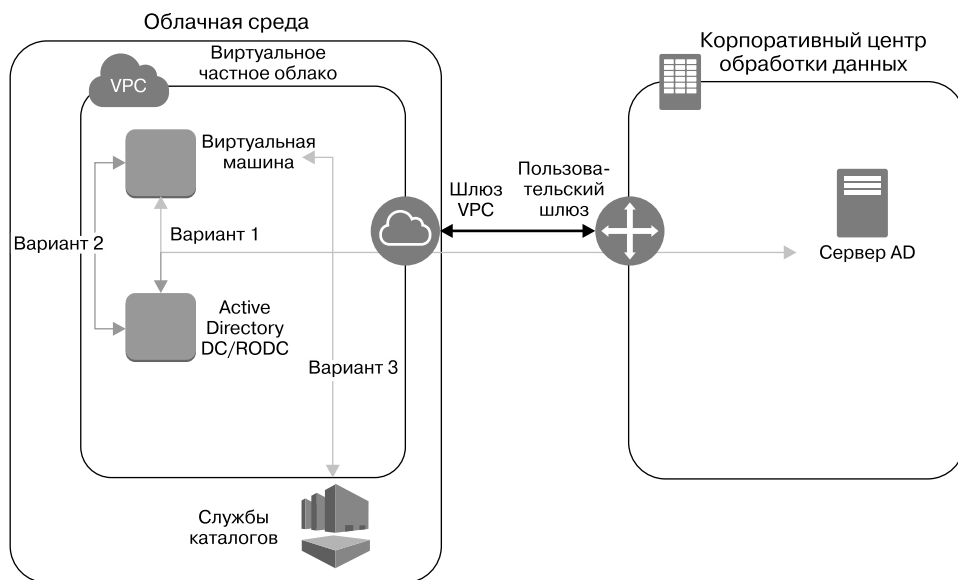 Облачная среда
Виртуальное
частное облако
VPC
Корпоративный центр
обработки данных
Виртуальная
машина
Шлюз
VPC
Пользова-
тельский
шлюз
Вариант 2
Вариант 1
Сервер AD
Active
Directory
DC/RODC
Вариант 3
Службы
каталогов